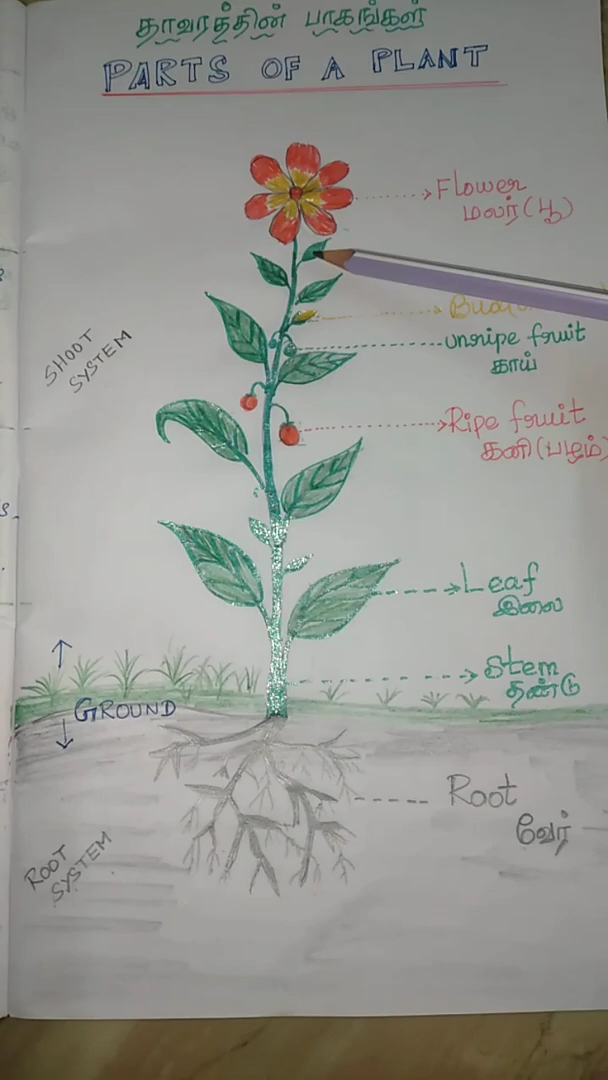 தாவரத்தின் பாகங்கள்
PARTS OF A PLANT
Flower
மலர் (பூ)
unripe fruit
காய்
Ripe fruit
கனி (பழம்)
SHOOT
SYSTEM
Leaf
இலை
Stem
தண்டு
GROUND
Root
வேர்
ROOT
SYSTEM